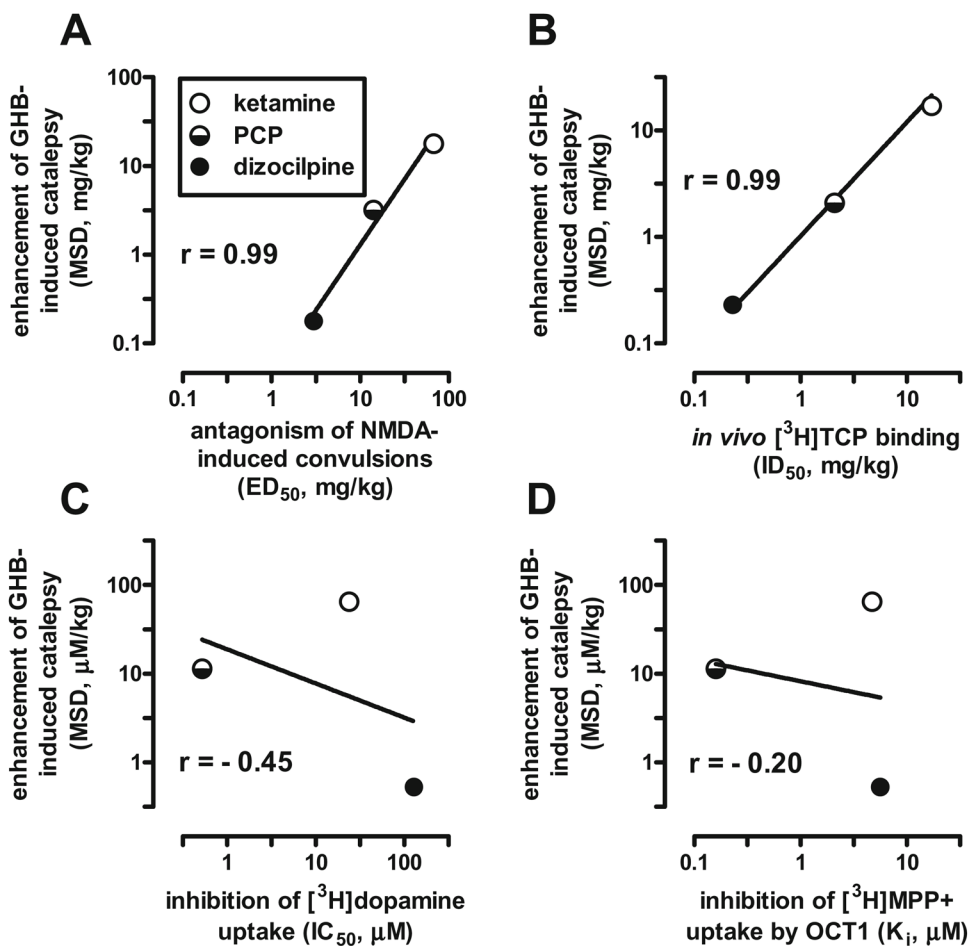 A
enhancement of GHB-
induced catalepsy
(MSD, mg/kg)
100
10
1
0.1
ketamine
PCP
dizocilpine
r = 0.99
0.1 1 10 100
antagonism of NMDA-
induced convulsions
(ED50, mg/kg)
B
enhancement of GHB-
induced catalepsy
(MSD, mg/kg)
10
1
0.1
r = 0.99
0.1 1 10
in vivo [³H]TCP binding
(ID50, mg/kg)
C
enhancement of GHB-
induced catalepsy
(MSD, μM/kg)
100
10
1
r = - 0.45
1 10 100
inhibition of [³H]dopamine
uptake (IC50, μM)
D
enhancement of GHB-
induced catalepsy
(MSD, μM/kg)
100
10
1
r = - 0.20
0.1 1 10
inhibition of [³H]MPP+
uptake by OCT1 (Ki, μM)